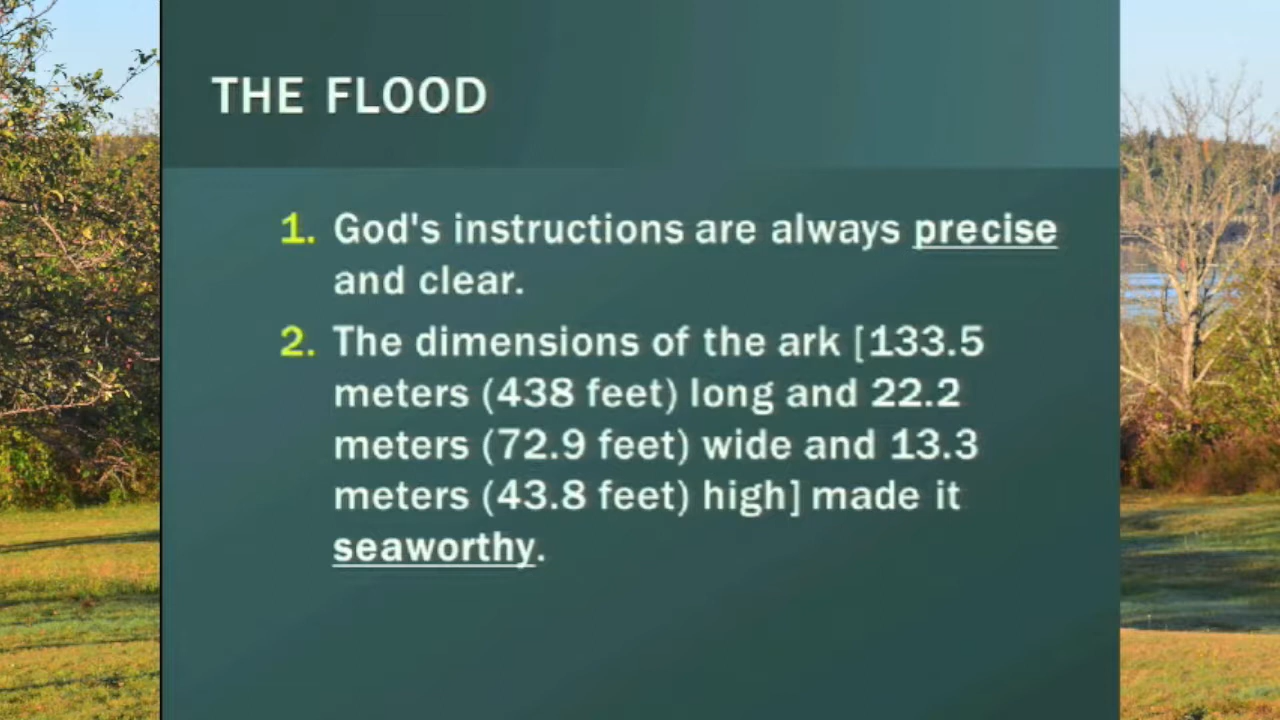 THE FLOOD
1. God's instructions are always precise
and clear.
2. The dimensions of the ark [133.5
meters (438 feet) long and 22.2
meters (72.9 feet) wide and 13.3
meters (43.8 feet) high] made it
seaworthy.